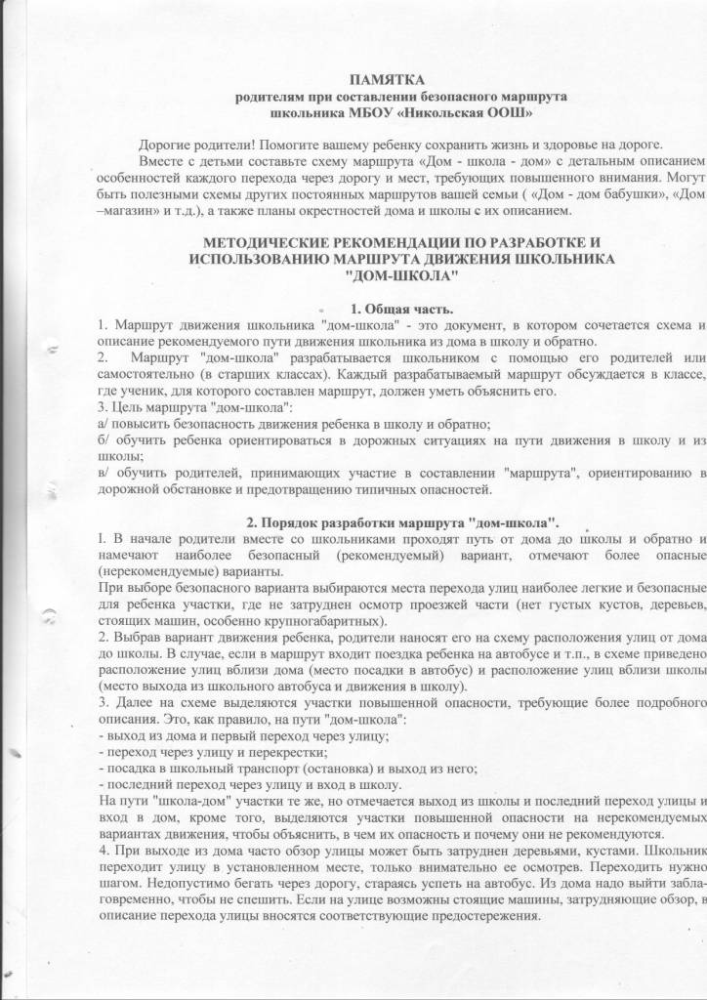 ПАМЯТКА
родителям при составлении безопасного маршрута
школьника МБОУ «Никольская ООШ»
Дорогие родители! Помогите вашему ребенку сохранить жизнь и здоровье на дороге.
Вместе с детьми составьте схему маршрута «Дом - школа - дом» с детальным описанием
особенностей каждого перехода через дорогу и мест, требующих повышенного внимания. Могут
быть полезными схемы других постоянных маршрутов вашей семьи ( «Дом - дом бабушки», «Дом
–магазин» и т.д.), а также планы окрестностей дома и школы с их описанием.
МЕТОДИЧЕСКИЕ РЕКОМЕНДАЦИИ ПО РАЗРАБОТКЕ И
ИСПОЛЬЗОВАНИЮ МАРШРУТА ДВИЖЕНИЯ ШКОЛЬНИКА
"ДОМ-ШКОЛА"
1. Общая часть.
1. Маршрут движения школьника "дом-школа" - это документ, в котором сочетается схема и
описание рекомендуемого пути движения школьника из дома в школу и обратно.
2. Маршрут "дом-школа" разрабатывается школьником с помощью его родителей или
самостоятельно (в старших классах). Каждый разрабатываемый маршрут обсуждается в классе,
где ученик, для которого составлен маршрут, должен уметь объяснить его.
3. Цель маршрута "дом-школа":
а/ повысить безопасность движения ребенка в школу и обратно;
б/ обучить ребенка ориентироваться в дорожных ситуациях на пути движения в школу и из
школы;
в/ обучить родителей, принимающих участие в составлении "маршрута", ориентированию в
дорожной обстановке и предотвращению типичных опасностей.
2. Порядок разработки маршрута "дом-школа".
I. В начале родители вместе со школьниками проходят путь от дома до школы и обратно и
намечают наиболее безопасный (рекомендуемый) вариант, отмечают более опасные
(нерекомендуемые) варианты.
При выборе безопасного варианта выбираются места перехода улиц наиболее легкие и безопасные
для ребенка участки, где не затруднен осмотр проезжей части (нет густых кустов, деревьев,
стоящих машин, особенно крупногабаритных).
2. Выбрав вариант движения ребенка, родители наносят его на схему расположения улиц от дома
до школы. В случае, если в маршрут входит поездка ребенка на автобусе и т.п., в схеме приведено
расположение улиц вблизи дома (место посадки в автобус) и расположение улиц вблизи школы
(место выхода из школьного автобуса и движения в школу).
3. Далее на схеме выделяются участки повышенной опасности, требующие более подробного
описания. Это, как правило, на пути "дом-школа":
- выход из дома и первый переход через улицу;
- переход через улицу и перекрестки;
- посадка в школьный транспорт (остановка) и выход из него;
- последний переход через улицу и вход в школу.
На пути "школа-дом" участки те же, но отмечается выход из школы и последний переход улицы и
вход в дом, кроме того, выделяются участки повышенной опасности на нерекомендуемых
вариантах движения, чтобы объяснить, в чем их опасность и почему они не рекомендуются.
4. При выходе из дома часто обзор улицы может быть затруднен деревьями, кустами. Школьник
переходит улицу в установленном месте, только внимательно ее осмотрев. Переходить нужно
шагом. Недопустимо бегать через дорогу, стараясь успеть на автобус. Из дома надо выйти забла-
говременно, чтобы не спешить. Если на улице возможны стоящие машины, затрудняющие обзор, в
описание перехода улицы вносятся соответствующие предостережения.